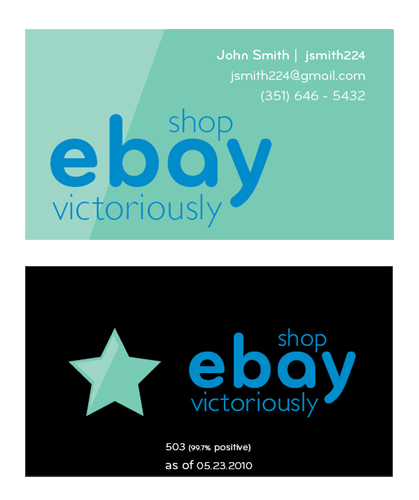 John Smith | jsmith224
jsmith224@gmail.com
(351) 646 - 5432
shop
ebay
victoriously
shop
ebay
victoriously
503 (99.7% positive)
as of 05.23.2010